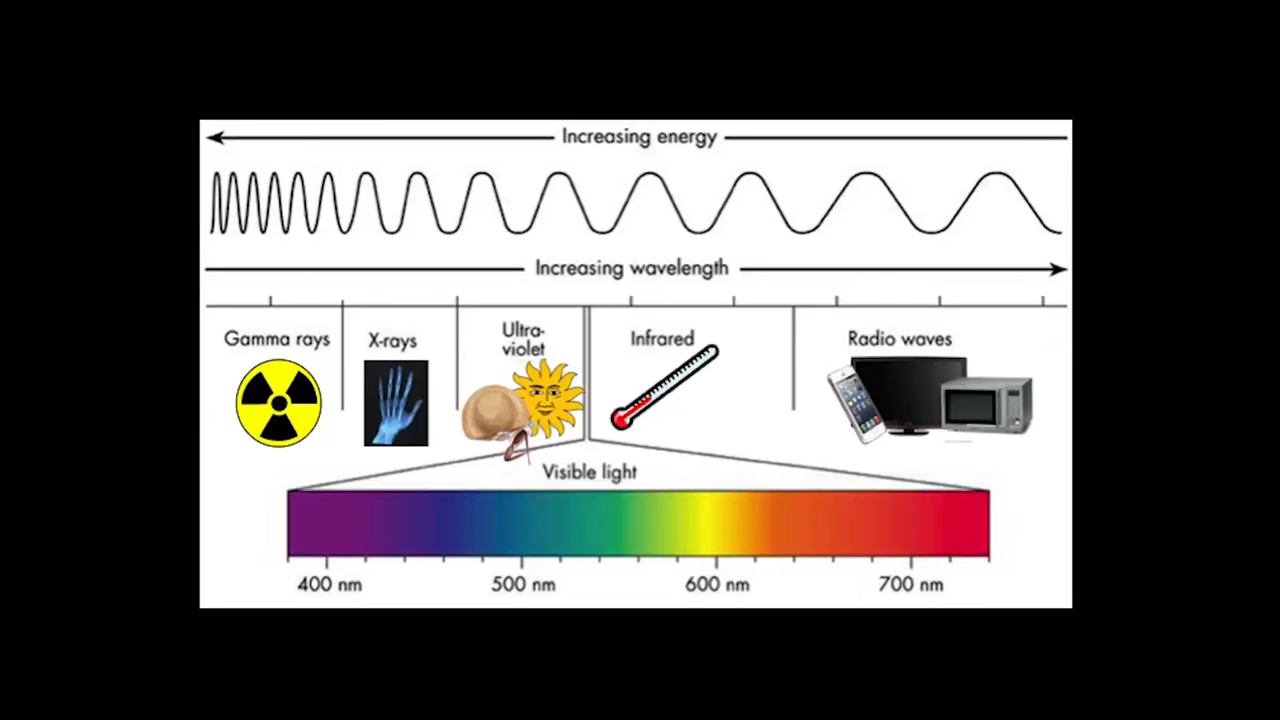 Increasing energy
Increasing wavelength
Gamma rays
X-rays
Ultra-
violet
Infrared
Radio waves
Visible light
400 nm
500 nm
600 nm
700 nm